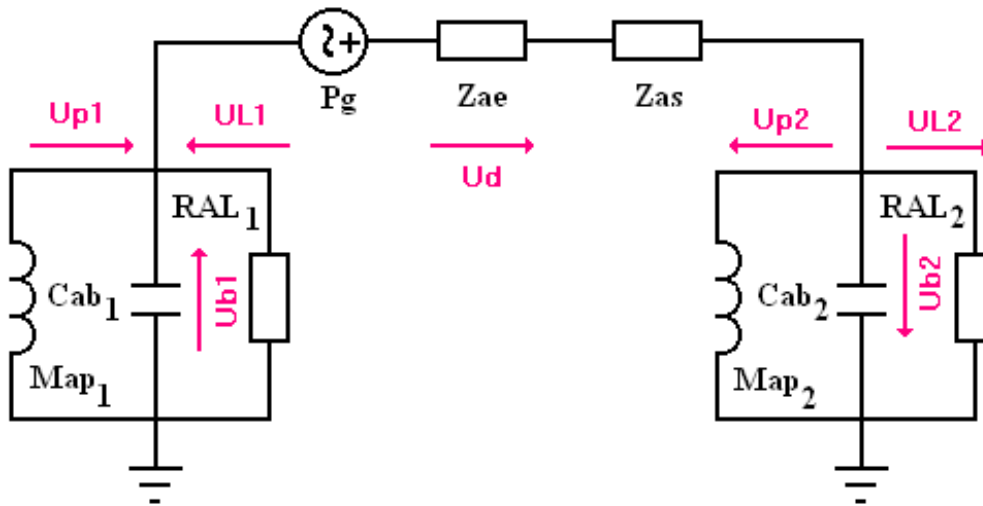 Pg
Zae
Zas
Up1
UL1
Ud
Up2
UL2
RAL1
RAL2
Cab1
Ub1
Cab2
Ub2
Map1
Map2